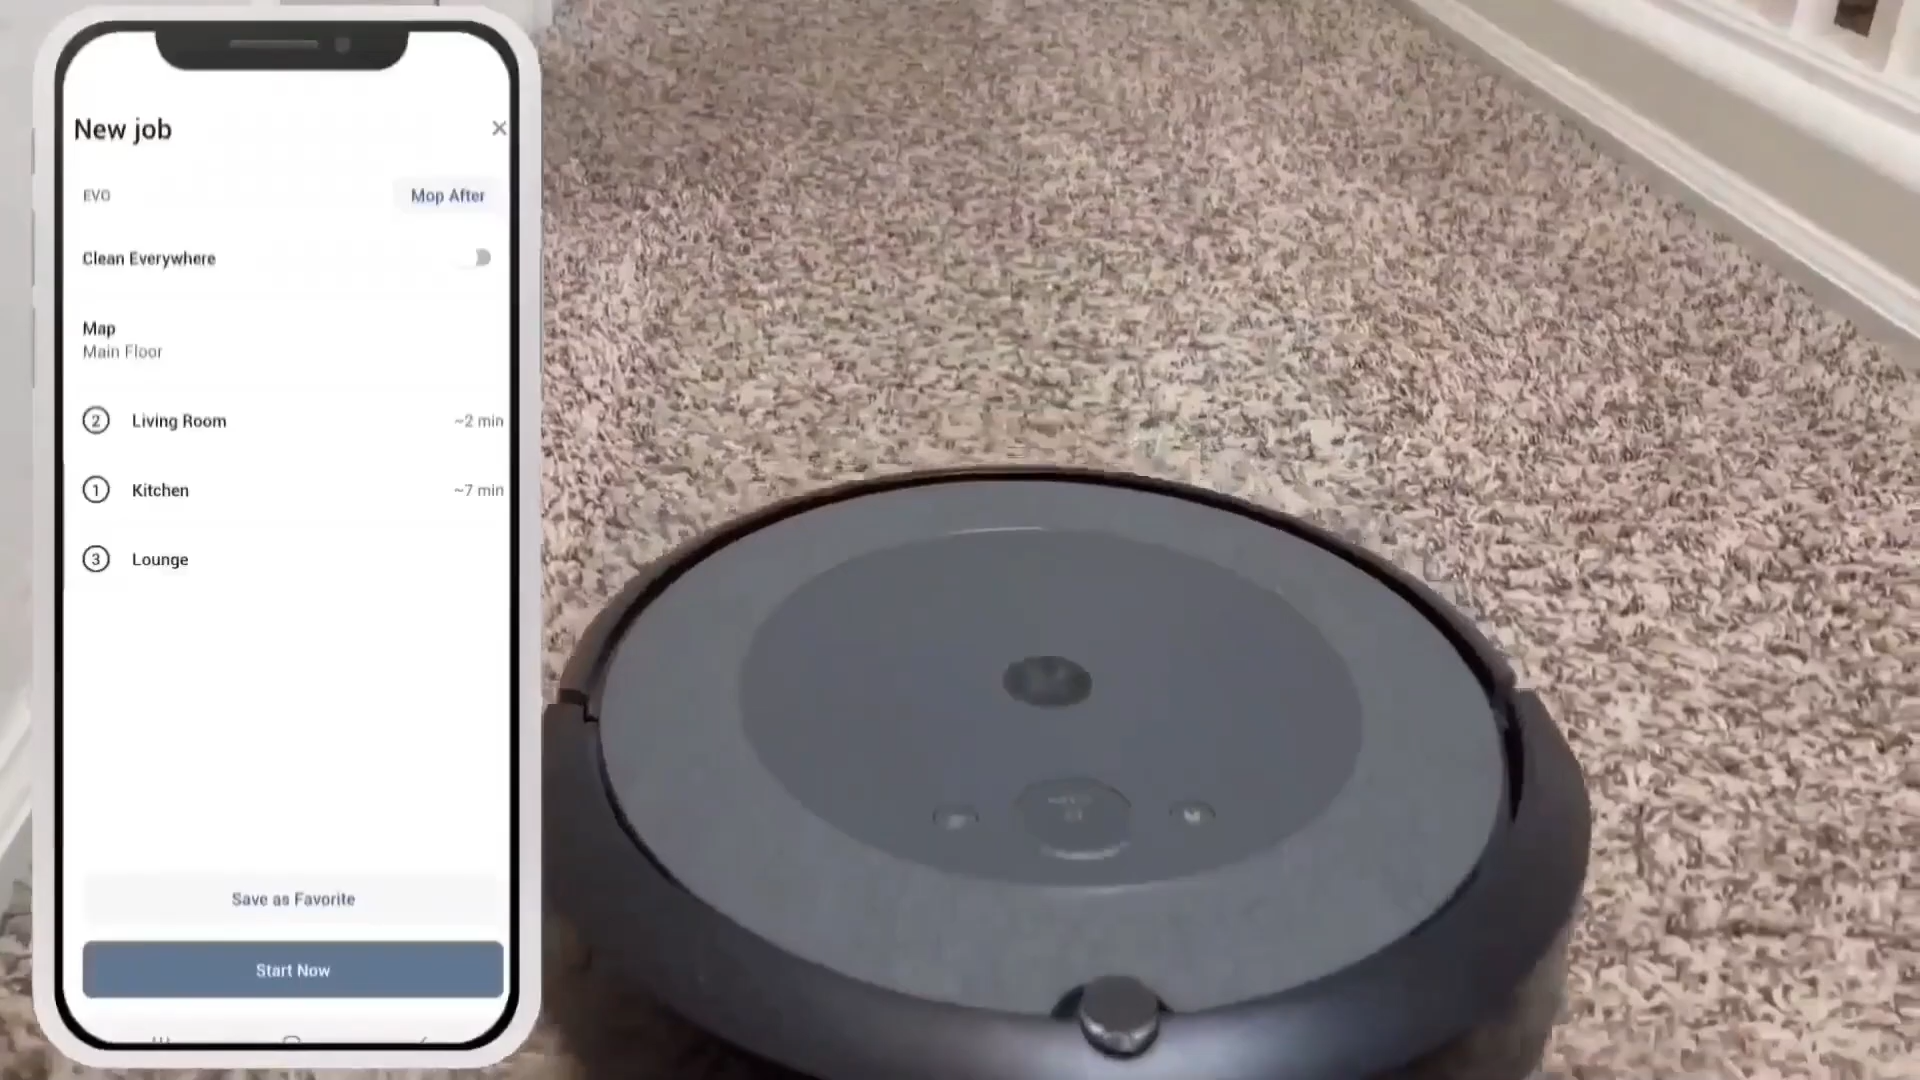 New job
EVO
Mop After
Clean Everywhere
Map
Main Floor
2 Living Room ~2 min
1 Kitchen ~7 min
3 Lounge
Save as Favorite
Start Now